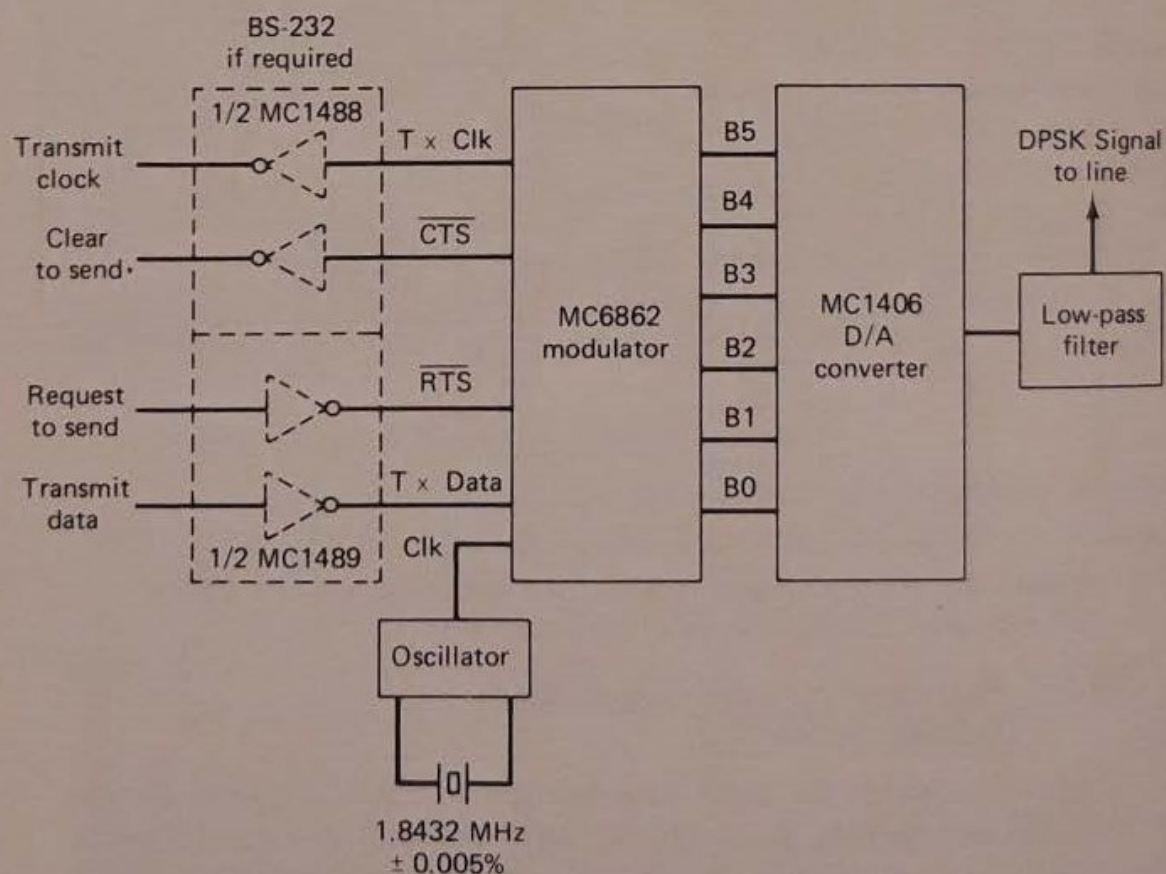 BS-232
if required
1/2 MC1488
Transmit
clock
T × Clk
Clear
to send.
C̅T̅S̅
Request
to send
R̅T̅S̅
Transmit
data
T × Data
1/2 MC1489
Clk
Oscillator
1.8432 MHz
± 0.005%
MC6862
modulator
B5
B4
B3
B2
B1
B0
MC1406
D/A
converter
DPSK Signal
to line
Low-pass
filter